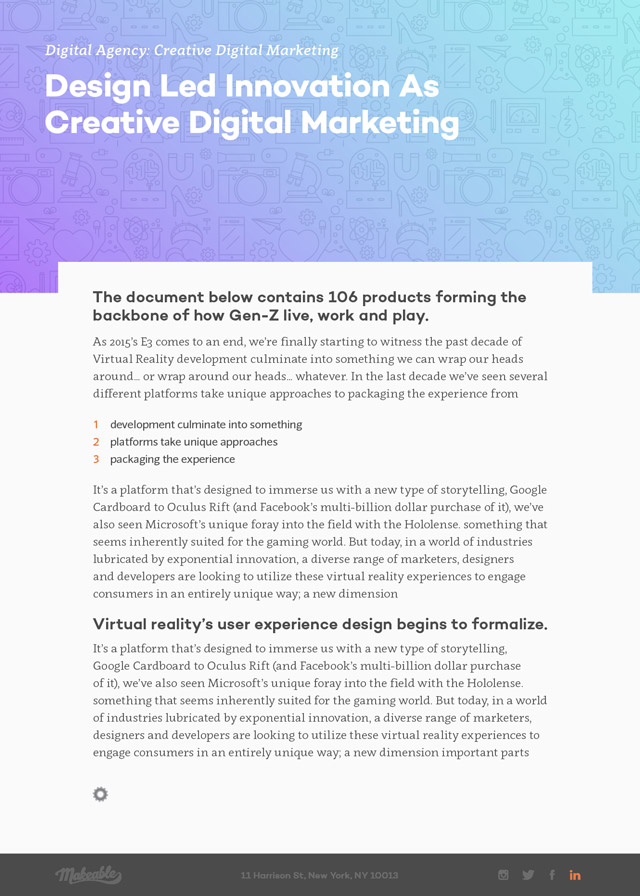 Digital Agency: Creative Digital Marketing
Design Led Innovation As
Creative Digital Marketing
The document below contains 106 products forming the
backbone of how Gen-Z live, work and play.
As 2015's E3 comes to an end, we're finally starting to witness the past decade of
Virtual Reality development culminate into something we can wrap our heads
around... or wrap around our heads... whatever. In the last decade we've seen several
different platforms take unique approaches to packaging the experience from
1 development culminate into something
2 platforms take unique approaches
3 packaging the experience
It's a platform that's designed to immerse us with a new type of storytelling, Google
Cardboard to Oculus Rift (and Facebook's multi-billion dollar purchase of it), we've
also seen Microsoft's unique foray into the field with the Hololense. something that
seems inherently suited for the gaming world. But today, in a world of industries
lubricated by exponential innovation, a diverse range of marketers, designers
and developers are looking to utilize these virtual reality experiences to engage
consumers in an entirely unique way; a new dimension
Virtual reality's user experience design begins to formalize.
It's a platform that's designed to immerse us with a new type of storytelling,
Google Cardboard to Oculus Rift (and Facebook's multi-billion dollar purchase
of it), we've also seen Microsoft's unique foray into the field with the Hololense.
something that seems inherently suited for the gaming world. But today, in a world
of industries lubricated by exponential innovation, a diverse range of marketers,
designers and developers are looking to utilize these virtual reality experiences to
engage consumers in an entirely unique way; a new dimension important parts
Makeable
11 Harrison St, New York, NY 10013
f
in